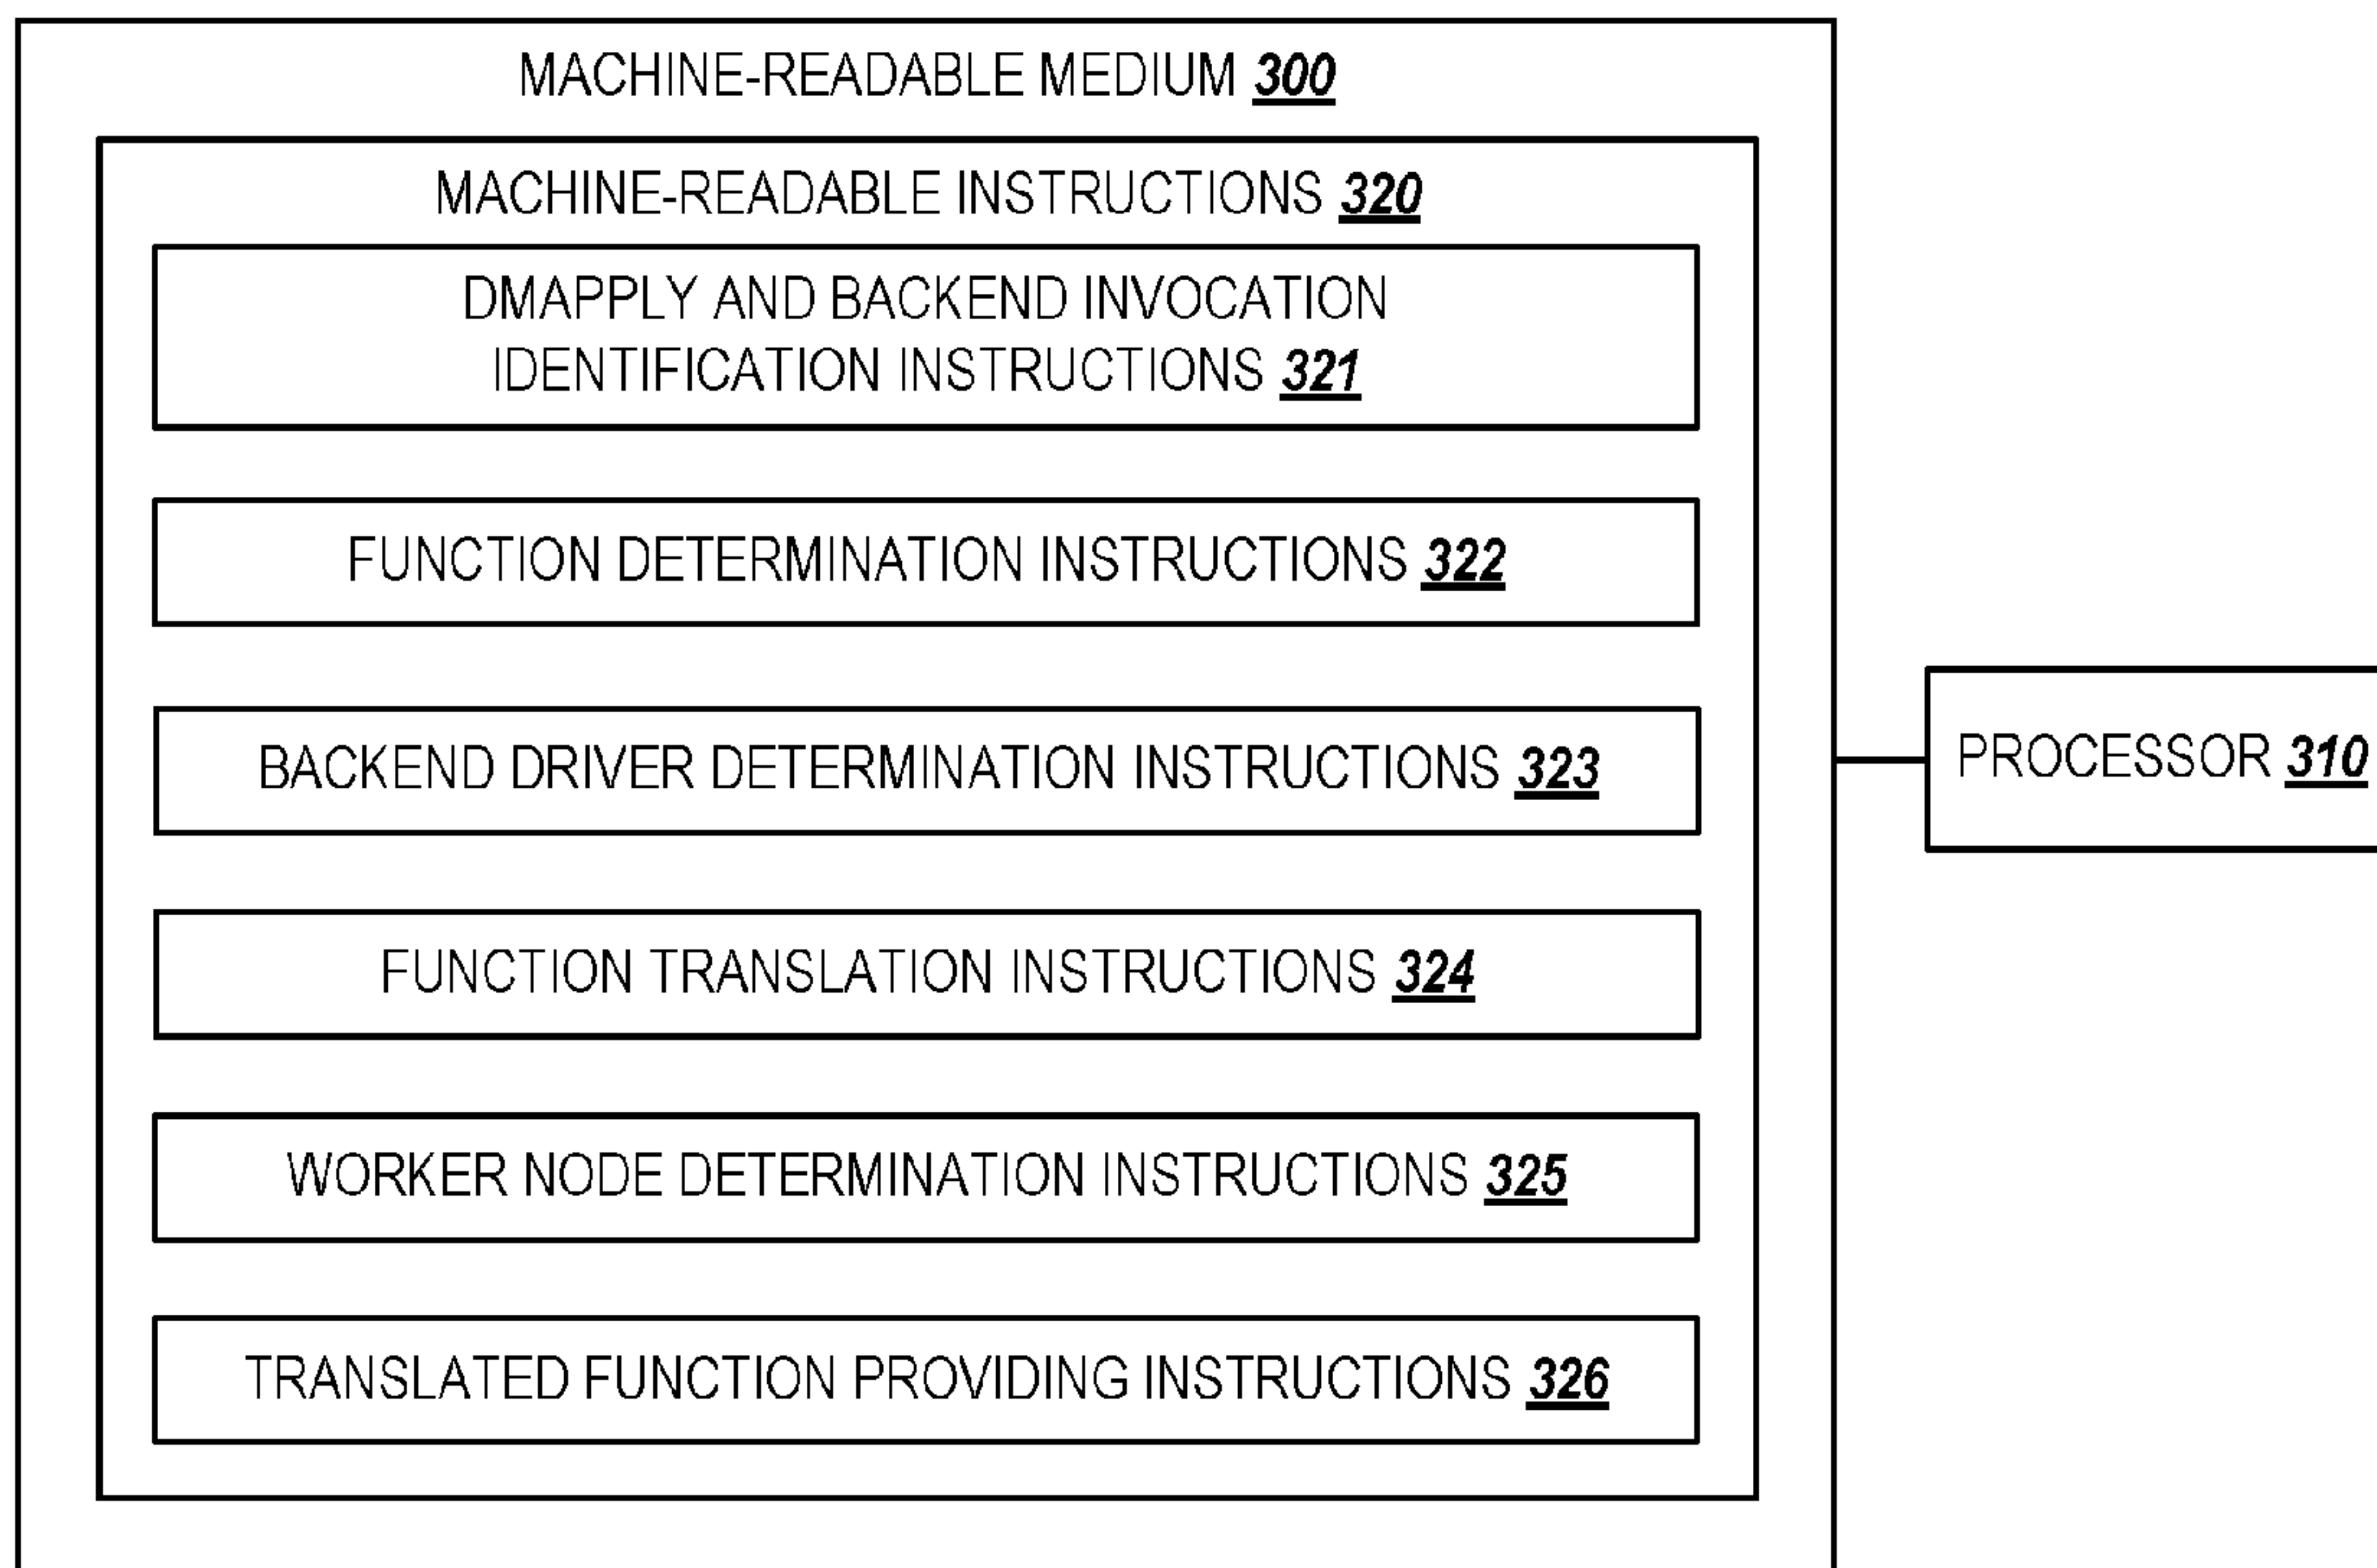 MACHINE-READABLE MEDIUM 300
MACHINE-READABLE INSTRUCTIONS 320
DMAPPLY AND BACKEND INVOCATION
IDENTIFICATION INSTRUCTIONS 321
FUNCTION DETERMINATION INSTRUCTIONS 322
BACKEND DRIVER DETERMINATION INSTRUCTIONS 323
PROCESSOR 310
FUNCTION TRANSLATION INSTRUCTIONS 324
WORKER NODE DETERMINATION INSTRUCTIONS 325
TRANSLATED FUNCTION PROVIDING INSTRUCTIONS 326